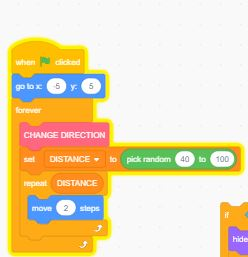 when clicked
go to x: -5 y: 5
forever
CHANGE DIRECTION
set DISTANCE to pick random 40 to 100
repeat DISTANCE
move 2 steps
if
hide